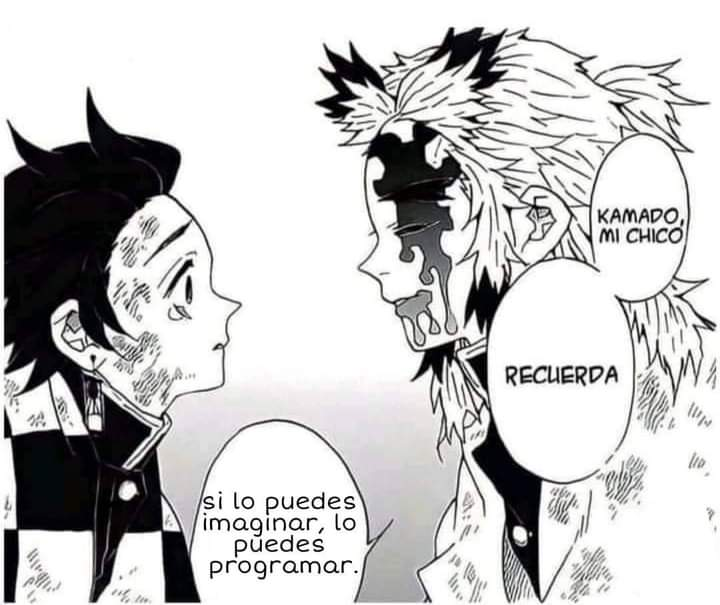 KAMADO,
MI CHICO
RECUERDA
si lo puedes
imaginar, lo
puedes
programar.